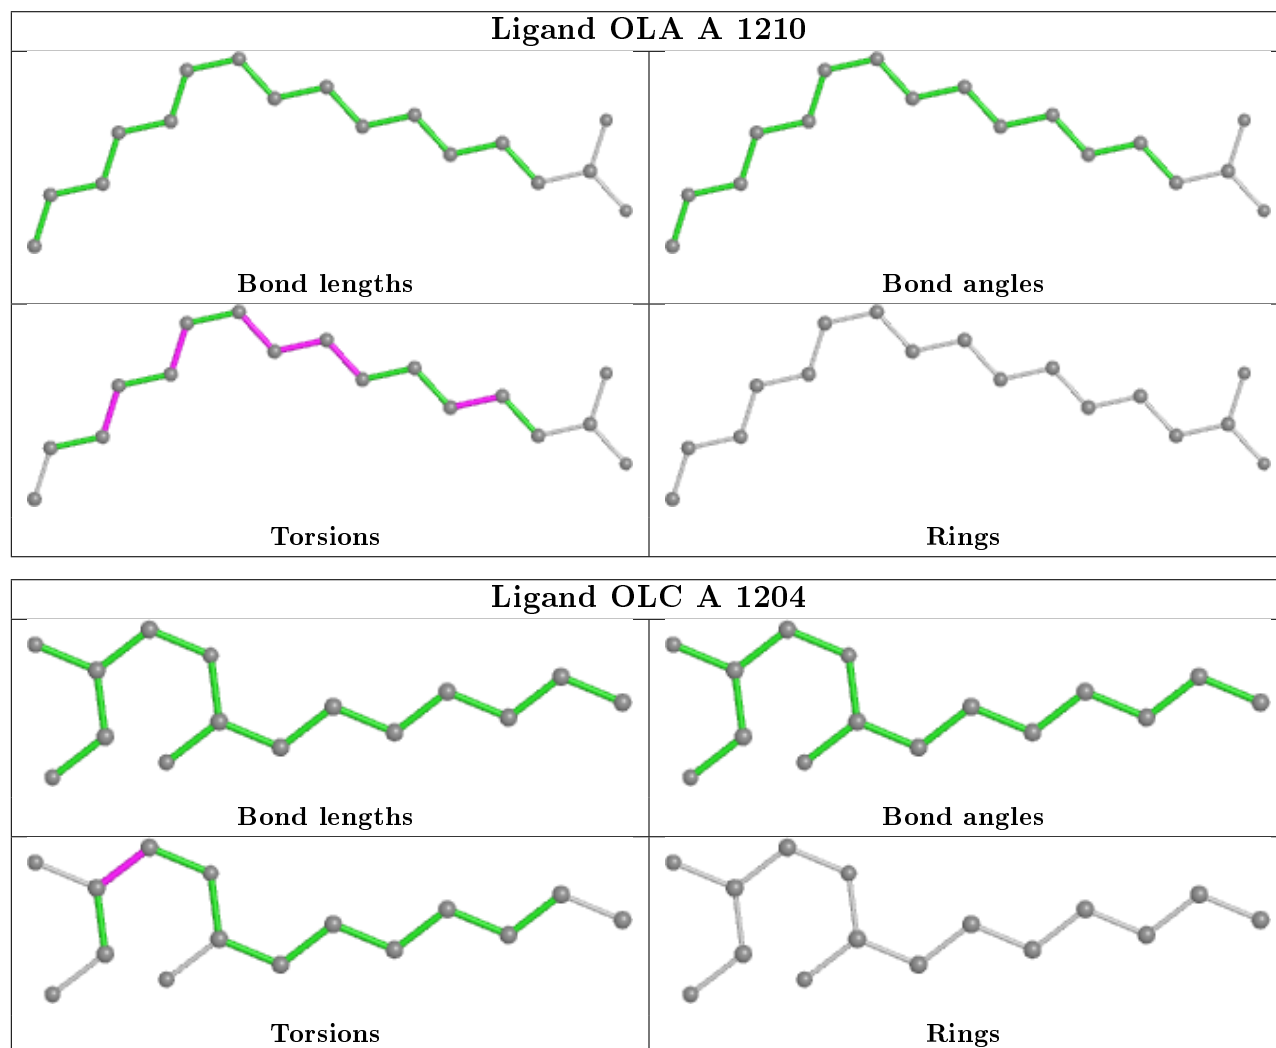 Ligand OLA A 1210
Bond lengths
Bond angles
Torsions
Rings
Ligand OLC A 1204
Bond lengths
Bond angles
Torsions
Rings